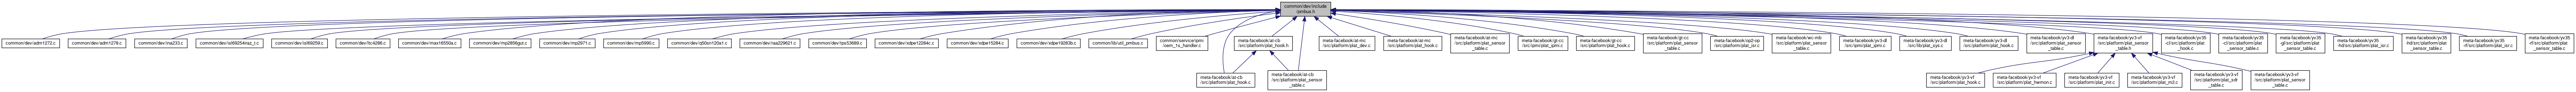 common/dev/include
/pmbus.h
common/dev/adm1272.c
common/dev/adm1278.c
common/dev/ina233.c
common/dev/isl69254iraz_t.c
common/dev/isl69259.c
common/dev/ltc4286.c
common/dev/max16550a.c
common/dev/mp2856gut.c
common/dev/mp2971.c
common/dev/mp5990.c
common/dev/q50sn120a1.c
common/dev/raa229621.c
common/dev/tps53689.c
common/dev/xdpe12284c.c
common/dev/xdpe15284.c
common/dev/xdpe19283b.c
common/lib/util_pmbus.c
common/service/ipmi
/oem_1s_handler.c
meta-facebook/at-cb
/src/platform/plat_hook.h
meta-facebook/at-mc
/src/platform/plat_dev.c
meta-facebook/at-mc
/src/platform/plat_hook.c
meta-facebook/at-mc
/src/platform/plat_sensor
_table.c
meta-facebook/gt-cc
/src/ipmi/plat_ipmi.c
meta-facebook/gt-cc
/src/platform/plat_hook.c
meta-facebook/gt-cc
/src/platform/plat_sensor
_table.c
meta-facebook/op2-op
/src/platform/plat_isr.c
meta-facebook/wc-mb
/src/platform/plat_sensor
_table.c
meta-facebook/yv3-dl
/src/ipmi/plat_ipmi.c
meta-facebook/yv3-dl
/src/lib/plat_sys.c
meta-facebook/yv3-dl
/src/platform/plat_hook.c
meta-facebook/yv3-dl
/src/platform/plat_sensor
_table.c
meta-facebook/yv3-vf
/src/platform/plat_sensor
_table.h
meta-facebook/yv35
-cl/src/platform/plat
_hook.c
meta-facebook/yv35
-cl/src/platform/plat
_sensor_table.c
meta-facebook/yv35
-gl/src/platform/plat
_sensor_table.c
meta-facebook/yv35
-hd/src/platform/plat_isr.c
meta-facebook/yv35
-hd/src/platform/plat
_sensor_table.c
meta-facebook/yv35
-rf/src/platform/plat_isr.c
meta-facebook/yv35
-rf/src/platform/plat
_sensor_table.c
meta-facebook/at-cb
/src/platform/plat_hook.c
meta-facebook/at-cb
/src/platform/plat_sensor
_table.c
meta-facebook/yv3-vf
/src/platform/plat_hook.c
meta-facebook/yv3-vf
/src/platform/plat_hwmon.c
meta-facebook/yv3-vf
/src/platform/plat_init.c
meta-facebook/yv3-vf
/src/platform/plat_m2.c
meta-facebook/yv3-vf
/src/platform/plat_sdr
_table.c
meta-facebook/yv3-vf
/src/platform/plat_sensor
_table.c